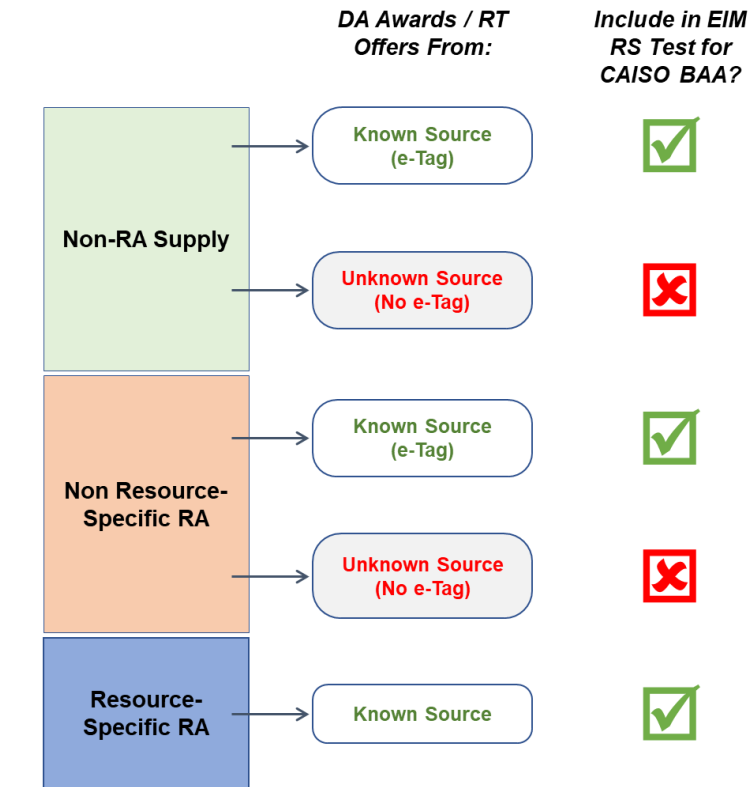 DA Awards / RT
Offers From:
Include in EIM
RS Test for
CAISO BAA?
Non-RA Supply
Known Source
(e-Tag)
Unknown Source
(No e-Tag)
Non Resource-
Specific RA
Known Source
(e-Tag)
Unknown Source
(No e-Tag)
Resource-
Specific RA
Known Source